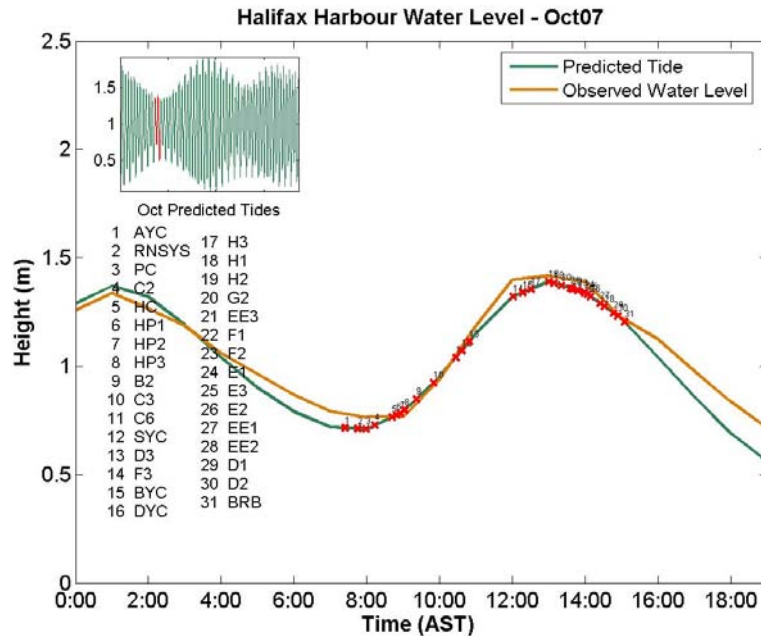 Halifax Harbour Water Level - Oct07
2.5
2
1.5
1
0.5
0
Height (m)
Predicted Tide
Observed Water Level
1.5
1
0.5
Oct Predicted Tides
1 AYC
2 RNSYS
3 PC
4 C2
5 HC
6 HP1
7 HP2
8 HP3
9 B2
10 C3
11 C6
12 SYC
13 D3
14 F3
15 BYC
16 DYC
17 H3
18 H1
19 H2
20 G2
21 EE3
22 F1
23 F2
24 E1
25 E3
26 E2
27 EE1
28 EE2
29 D1
30 D2
31 BRB
0:00 2:00 4:00 6:00 8:00 10:00 12:00 14:00 16:00 18:00
Time (AST)